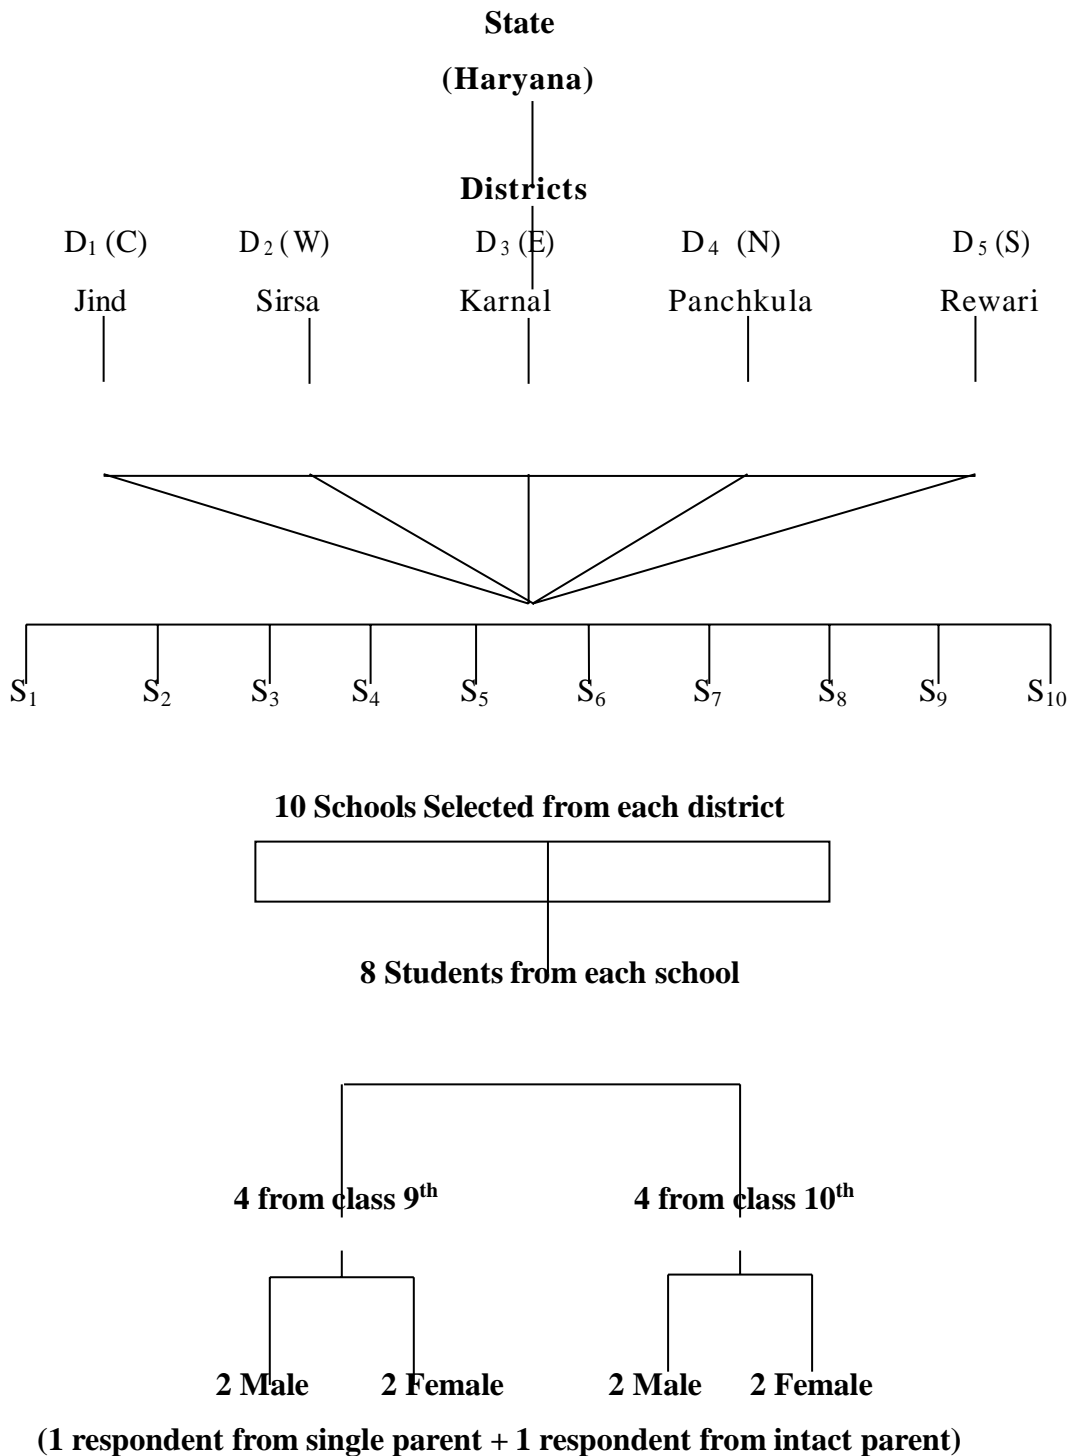 State
(Haryana)
Districts
D₁ (C) D₂ (W) D₃ (E) D₄ (N) D₅ (S)
Jind Sirsa Karnal Panchkula Rewari
S₁ S₂ S₃ S₄ S₅ S₆ S₇ S₈ S₉ S₁₀
10 Schools Selected from each district
8 Students from each school
4 from class 9ᵗʰ 4 from class 10ᵗʰ
2 Male 2 Female 2 Male 2 Female
(1 respondent from single parent + 1 respondent from intact parent)